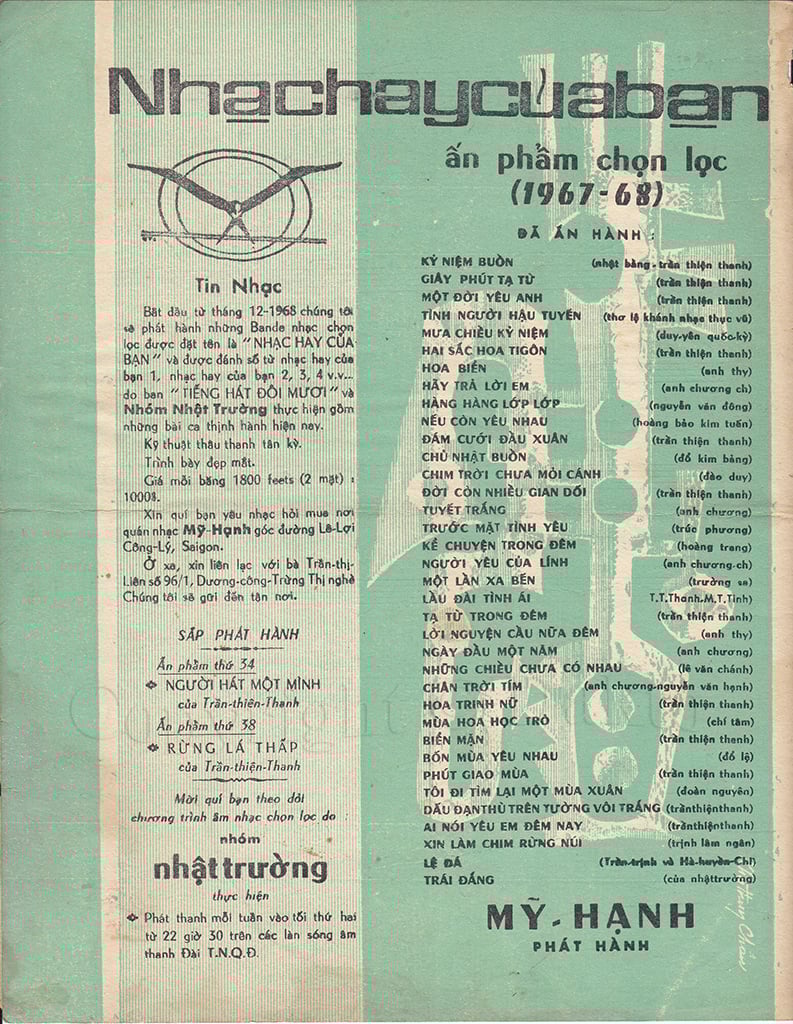 Nhạc hay của bạn
ấn phẩm chọn lọc
(1967-68)
ĐÃ ẤN HÀNH :
KỶ NIỆM BUỒN (nhật bằng - trần thiện thanh)
GIÂY PHÚT TẠ TỪ (trần thiện thanh)
MỘT ĐỜI YÊU ANH (trần thiện thanh)
TÌNH NGƯỜI HẬU TUYẾN (thơ lệ khánh nhạc thục vũ)
MƯA CHIỀU KỶ NIỆM (duy-yên quốc-kỳ)
HAI SẮC HOA TIGÔN (trần thiện thanh)
HOA BIỂN (anh thy)
HÃY TRẢ LỜI EM (anh chương ch)
HÀNG HÀNG LỚP LỚP (nguyễn văn đông)
NẾU CÒN YÊU NHAU (hoàng bảo kim tuấn)
ĐÁM CƯỚI ĐẦU XUÂN (trần thiện thanh)
CHỦ NHẬT BUỒN (đỗ kim bảng)
CHIM TRỜI CHƯA MỎI CÁNH (đào duy)
ĐỜI CÒN NHIỀU GIAN DỐI (trần thiện thanh)
TUYẾT TRẮNG (anh chương)
TRƯỚC MẶT TÌNH YÊU (trúc phương)
KỂ CHUYỆN TRONG ĐÊM (hoàng trang)
NGƯỜI YÊU CỦA LÍNH (anh chương-ch)
MỘT LẦN XA BẾN (trường sa)
LÂU ĐÀI TÌNH ÁI T.T.Thanh.M.T.Tinh)
TẠ TỪ TRONG ĐÊM (trần thiện thanh)
LỜI NGUYỆN CẦU NỮA ĐÊM (anh thy)
NGÀY ĐẦU MỘT NĂM (anh chương)
NHỮNG CHIỀU CHƯA CÓ NHAU (lê văn chánh)
CHÂN TRỜI TÍM (anh chương-nguyễn văn hạnh)
HOA TRINH NỮ (trần thiện thanh)
MÙA HOA HỌC TRÒ (chí tâm)
BIỂN MẶN (trần thiện thanh)
BỐN MÙA YÊU NHAU (đỗ lệ)
PHÚT GIAO MÙA (trần thiện thanh)
TÔI ĐI TÌM LẠI MỘT MÙA XUÂN (đoàn nguyên)
DẤU ĐẠN THÙ TRÊN TƯỜNG VÔI TRẮNG (trầnthiệnthanh)
AI NÓI YÊU EM ĐÊM NAY (trầnthiệnthanh)
XIN LÀM CHIM RỪNG NÚI (trịnh lâm ngân)
LỆ ĐÁ (Trần-trịnh và Hà-huyền-Chi)
TRÁI ĐẮNG (của nhậttrường)
MỸ - HẠNH
PHÁT HÀNH
Tin Nhạc
Bắt đầu từ tháng 12-1968 chúng tôi
sẽ phát hành những Bande nhạc chọn
lọc được đặt tên là "NHẠC HAY CỦA
BẠN" và được đánh số từ nhạc hay của
bạn 1, nhạc hay của bạn 2, 3, 4 v.v...
do ban "TIẾNG HÁT ĐÔI MƯƠI" và
Nhóm Nhật Trường thực hiện gồm
những bài ca thịnh hành hiện nay.
Kỹ thuật thâu thanh tân kỳ.
Trình bày đẹp mắt.
Giá mỗi băng 1800 feets (2 mặt) :
1000$.
Xin quí bạn yêu nhạc hỏi mua nơi
quán nhạc Mỹ-Hạnh góc đường Lê-Lợi
Công-Lý, Saigon.
Ở xa, xin liên lạc với bà Trần-thị-
Liên số 96/1, Dương-công-Trừng Thị nghè
Chúng tôi sẽ gửi đến tận nơi.
SẮP PHÁT HÀNH
Ấn phẩm thứ 34
NGƯỜI HÁT MỘT MÌNH
của Trần-thiện-Thanh
Ấn phẩm thứ 38
RỪNG LÁ THẤP
của Trần-thiện-Thanh
Mời quí bạn theo dõi
chương trình âm nhạc chọn lọc do :
nhóm
nhật trường
thực hiện
Phát thanh mỗi tuần vào tối thứ hai
từ 22 giờ 30 trên các làn sóng âm
thanh Đài T.N.Q.Đ.